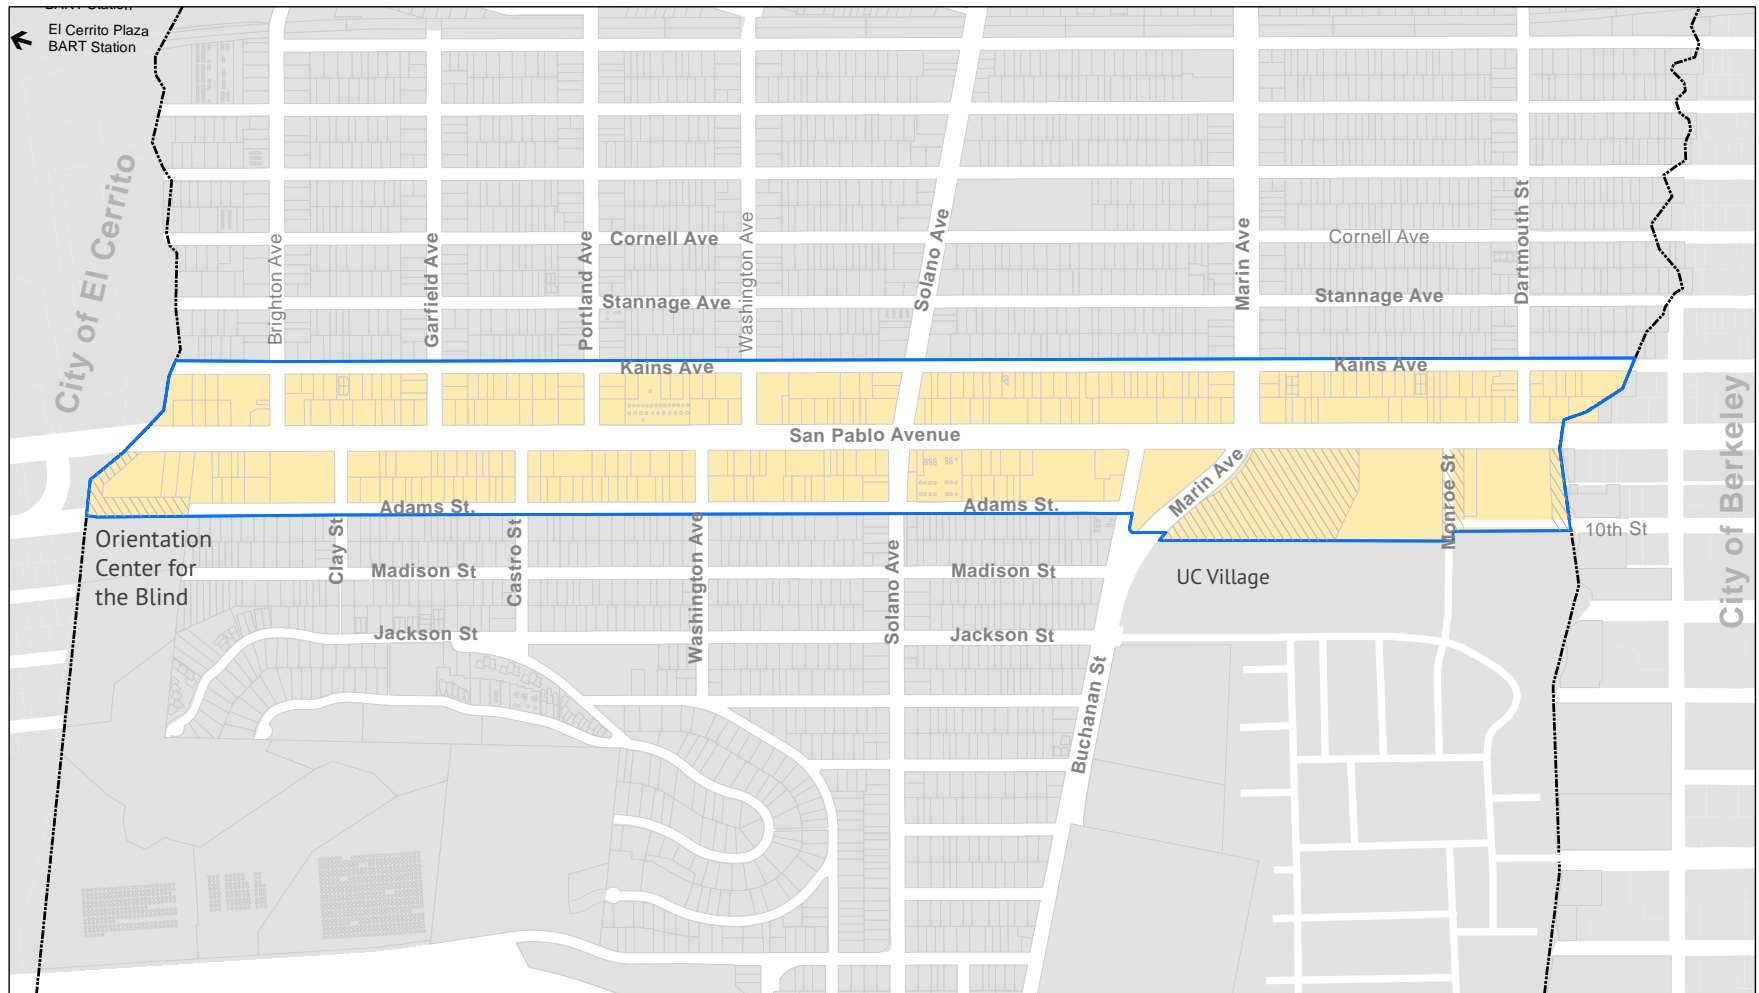 BART Station
El Cerrito Plaza
BART Station
City of El Cerrito
Brighton Ave
Garfield Ave
Portland Ave
Cornell Ave
Stannage Ave
Washington Ave
Solano Ave
Marin Ave
Cornell Ave
Stannage Ave
Dartmouth St
Kains Ave
Kains Ave
San Pablo Avenue
City of Berkeley
Marin Ave
Monroe St
10th St
Adams St.
Adams St.
Orientation
Center for
the Blind
Clay St
Madison St
Castro St
Washington Ave
Solano Ave
Madison St
UC Village
Jackson St
Jackson St
Buchanan St